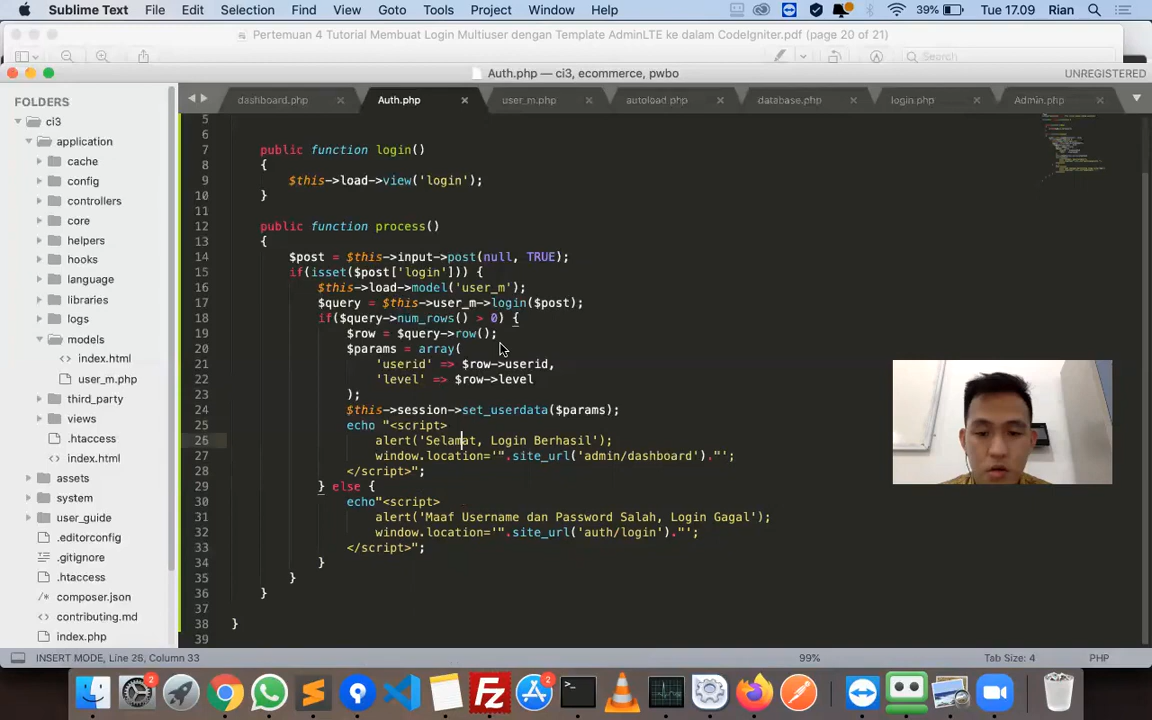 Sublime Text File Edit Selection Find View Goto Tools Project Window Help 39% Tue 17.09 Rian
Pertemuan 4 Tutorial Membuat Login Multiuser dengan Template AdminLTE ke dalam CodeIgniter.pdf (page 20 of 21)
Search
Auth.php — ci3, ecommerce, pwbo UNREGISTERED
FOLDERS
ci3
application
cache
config
controllers
core
helpers
hooks
language
libraries
logs
models
index.html
user_m.php
third_party
views
.htaccess
index.html
assets
system
user_guide
.editorconfig
.gitignore
.htaccess
composer.json
contributing.md
index.php
dashboard.php Auth.php user_m.php autoload.php database.php login.php Admin.php
5
6
7 public function login()
8 {
9 $this->load->view('login');
10 }
11
12 public function process()
13 {
14 $post = $this->input->post(null, TRUE);
15 if(isset($post['login'])) {
16 $this->load->model('user_m');
17 $query = $this->user_m->login($post);
18 if($query->num_rows() > 0) {
19 $row = $query->row();
20 $params = array(
21 'userid' => $row->userid,
22 'level' => $row->level
23 );
24 $this->session->set_userdata($params);
25 echo "<script>
26 alert('Selamat, Login Berhasil');
27 window.location='".site_url('admin/dashboard')."';
28 </script>";
29 } else {
30 echo"<script>
31 alert('Maaf Username dan Password Salah, Login Gagal');
32 window.location='".site_url('auth/login')."';
33 </script>";
34 }
35 }
36 }
37
38 }
39
INSERT MODE, Line 26, Column 33 99% Tab Size: 4 PHP
2
2